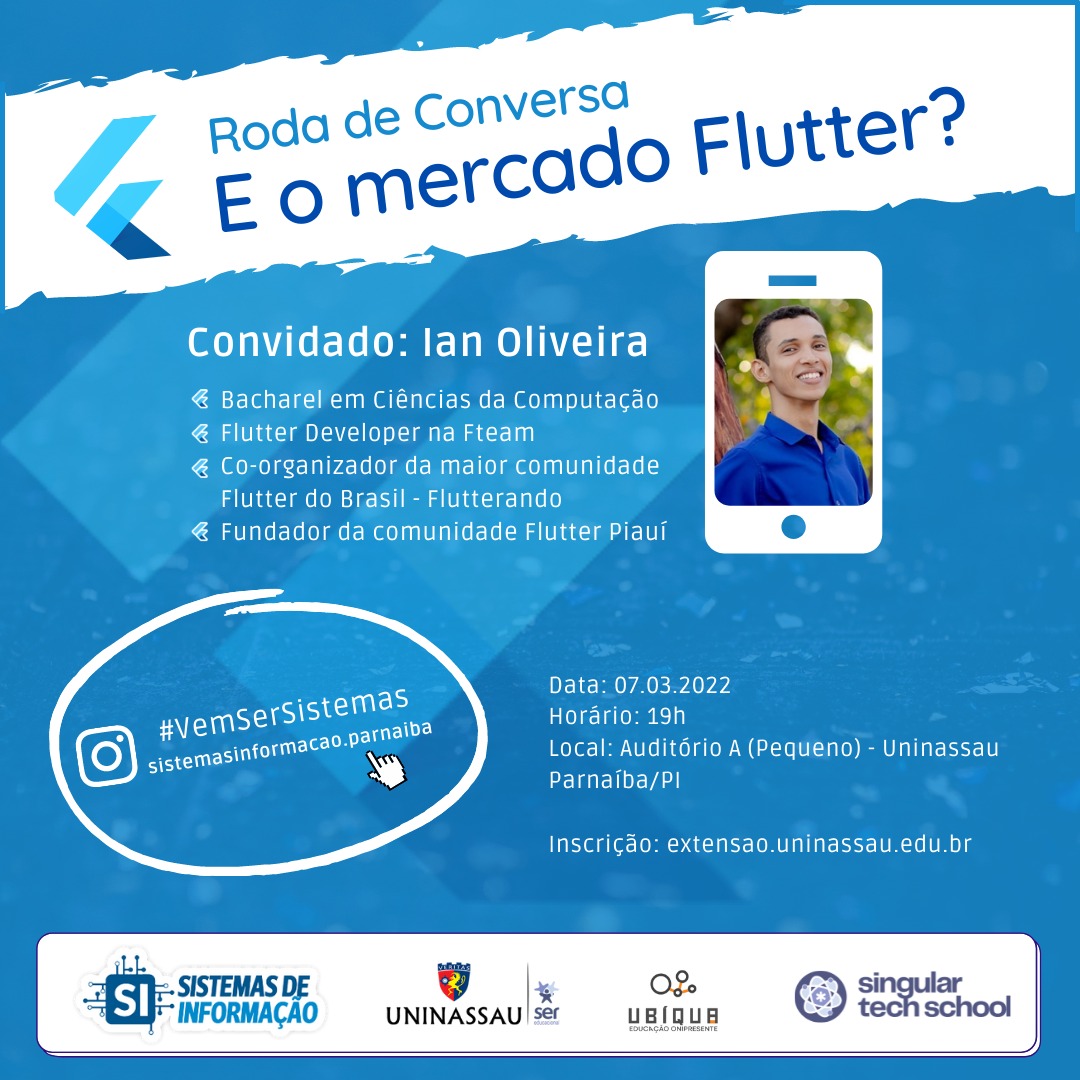 Roda de Conversa
E o mercado Flutter?
Convidado: Ian Oliveira
Bacharel em Ciências da Computação
Flutter Developer na Fteam
Co-organizador da maior comunidade
Flutter do Brasil - Flutterando
Fundador da comunidade Flutter Piauí
#VemSerSistemas
sistemasinformacao.parnaiba
Data: 07.03.2022
Horário: 19h
Local: Auditório A (Pequeno) - Uninassau
Parnaíba/PI
Inscrição: extensao.uninassau.edu.br
SI
SISTEMAS DE
INFORMAÇÃO
VERITAS
UNINASSAU
ser
educacional
UBÍQUA
EDUCAÇÃO ONIPRESENTE
singular
tech school